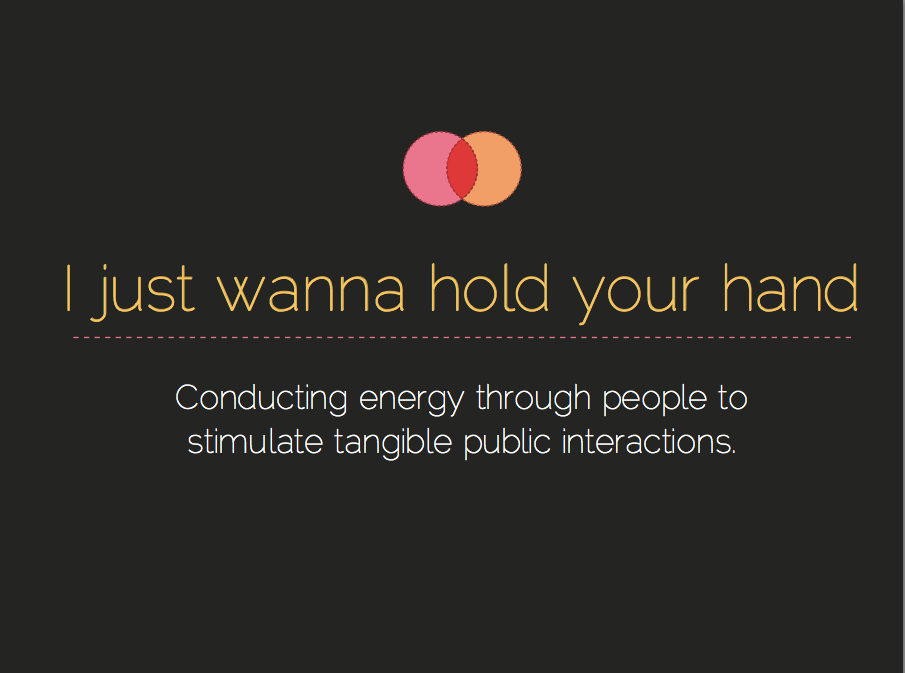 I just wanna hold your hand
Conducting energy through people to
stimulate tangible public interactions.